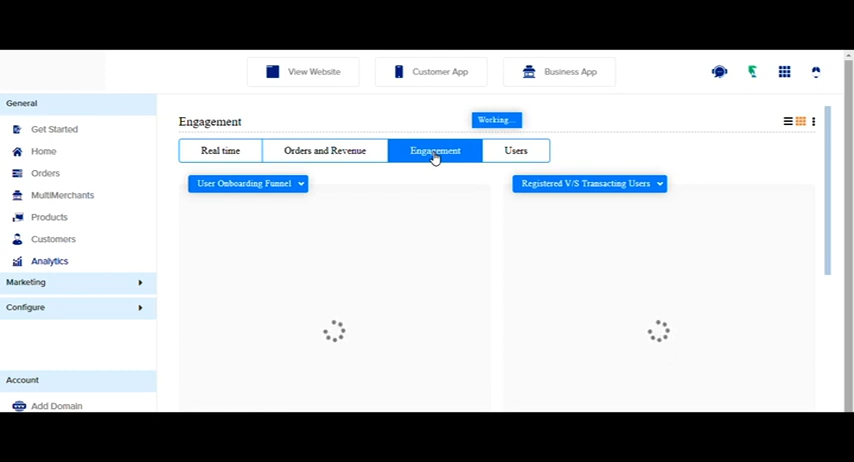 View Website
Customer App
Business App
General
Get Started
Home
Orders
MultiMerchants
Products
Customers
Analytics
Marketing
Configure
Account
Add Domain
Engagement
Working...
Real time
Orders and Revenue
Engagement
Users
User Onboarding Funnel
Registered V/S Transacting Users